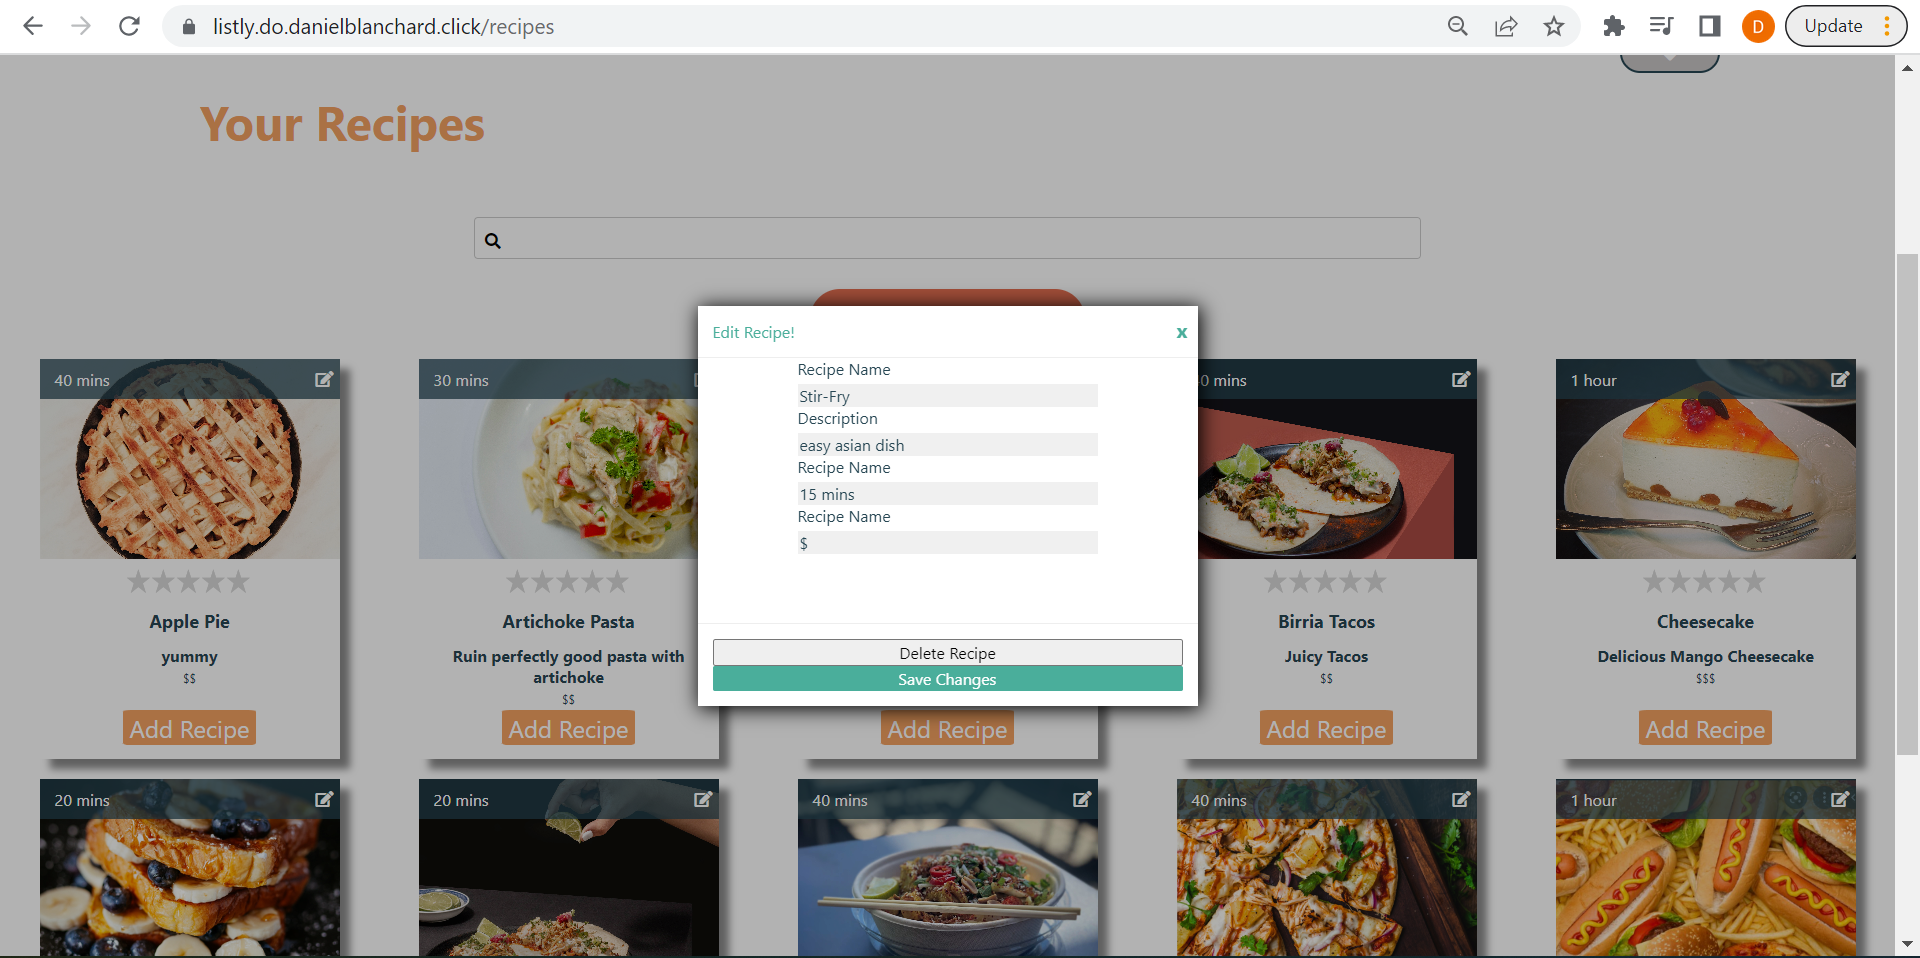 listly.do.danielblanchard.click/recipes
D
Update
Your Recipes
Edit Recipe!
x
Recipe Name
Stir-Fry
Description
easy asian dish
Recipe Name
15 mins
Recipe Name
$
Delete Recipe
Save Changes
40 mins
30 mins
0 mins
1 hour
Apple Pie
yummy
$$
Add Recipe
Artichoke Pasta
Ruin perfectly good pasta with
artichoke
$$
Add Recipe
Add Recipe
Birria Tacos
Juicy Tacos
$$
Add Recipe
Cheesecake
Delicious Mango Cheesecake
$$$
Add Recipe
20 mins
20 mins
40 mins
40 mins
1 hour